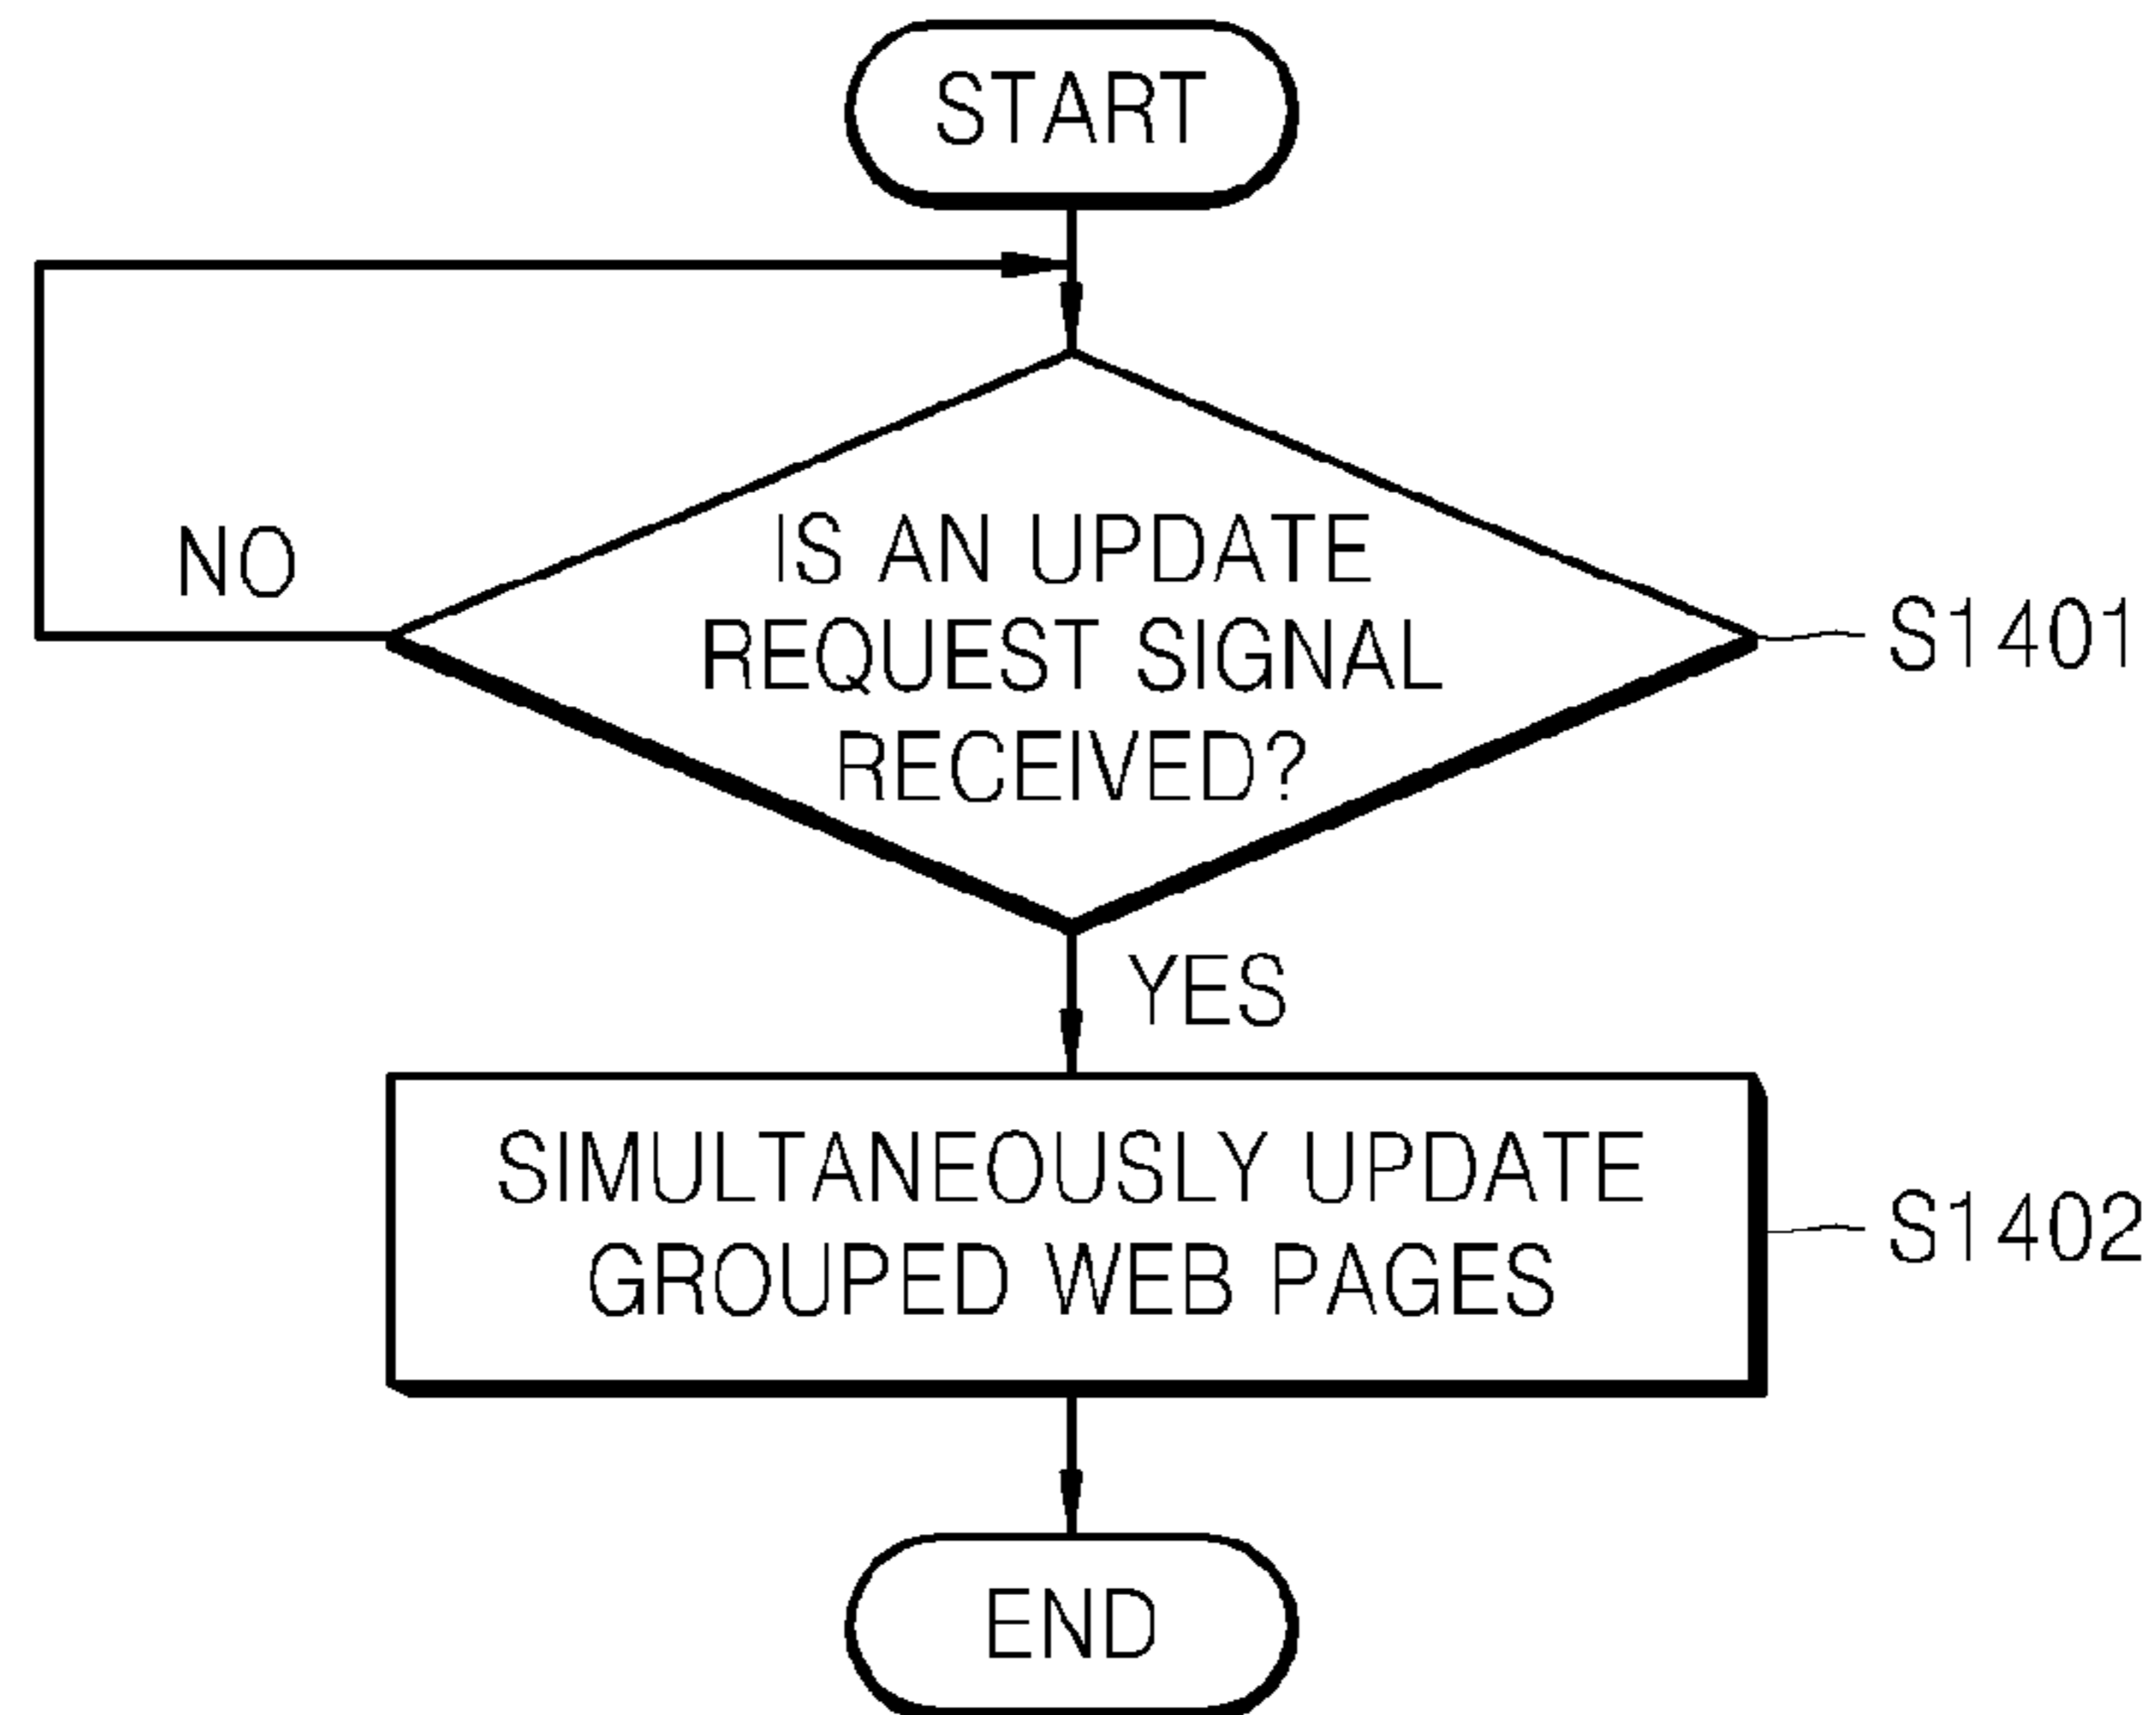 START
IS AN UPDATE
NO
REQUEST SIGNAL
S1401
RECEIVED?
YES
SIMULTANEOUSLY UPDATE
S1402
GROUPED WEB PAGES
END